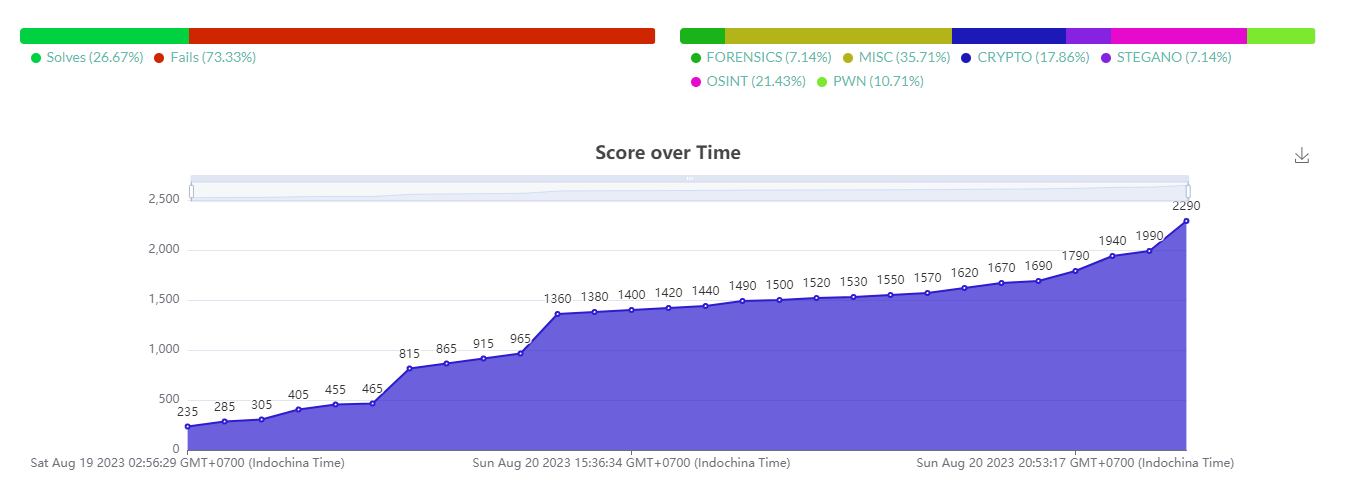 Solves (26.67%) Fails (73.33%)
FORENSICS (7.14%) MISC (35.71%) CRYPTO (17.86%) STEGANO (7.14%)
OSINT (21.43%) PWN (10.71%)
Score over Time
2,500
2,000
1,500
1,000
500
0
235 285 305 405 455 465 815 865 915 965 1360 1380 1400 1420 1440 1490 1500 1520 1530 1550 1570 1620 1670 1690 1790 1940 1990 2290
Sat Aug 19 2023 02:56:29 GMT+0700 (Indochina Time) Sun Aug 20 2023 15:36:34 GMT+0700 (Indochina Time) Sun Aug 20 2023 20:53:17 GMT+0700 (Indochina Time)